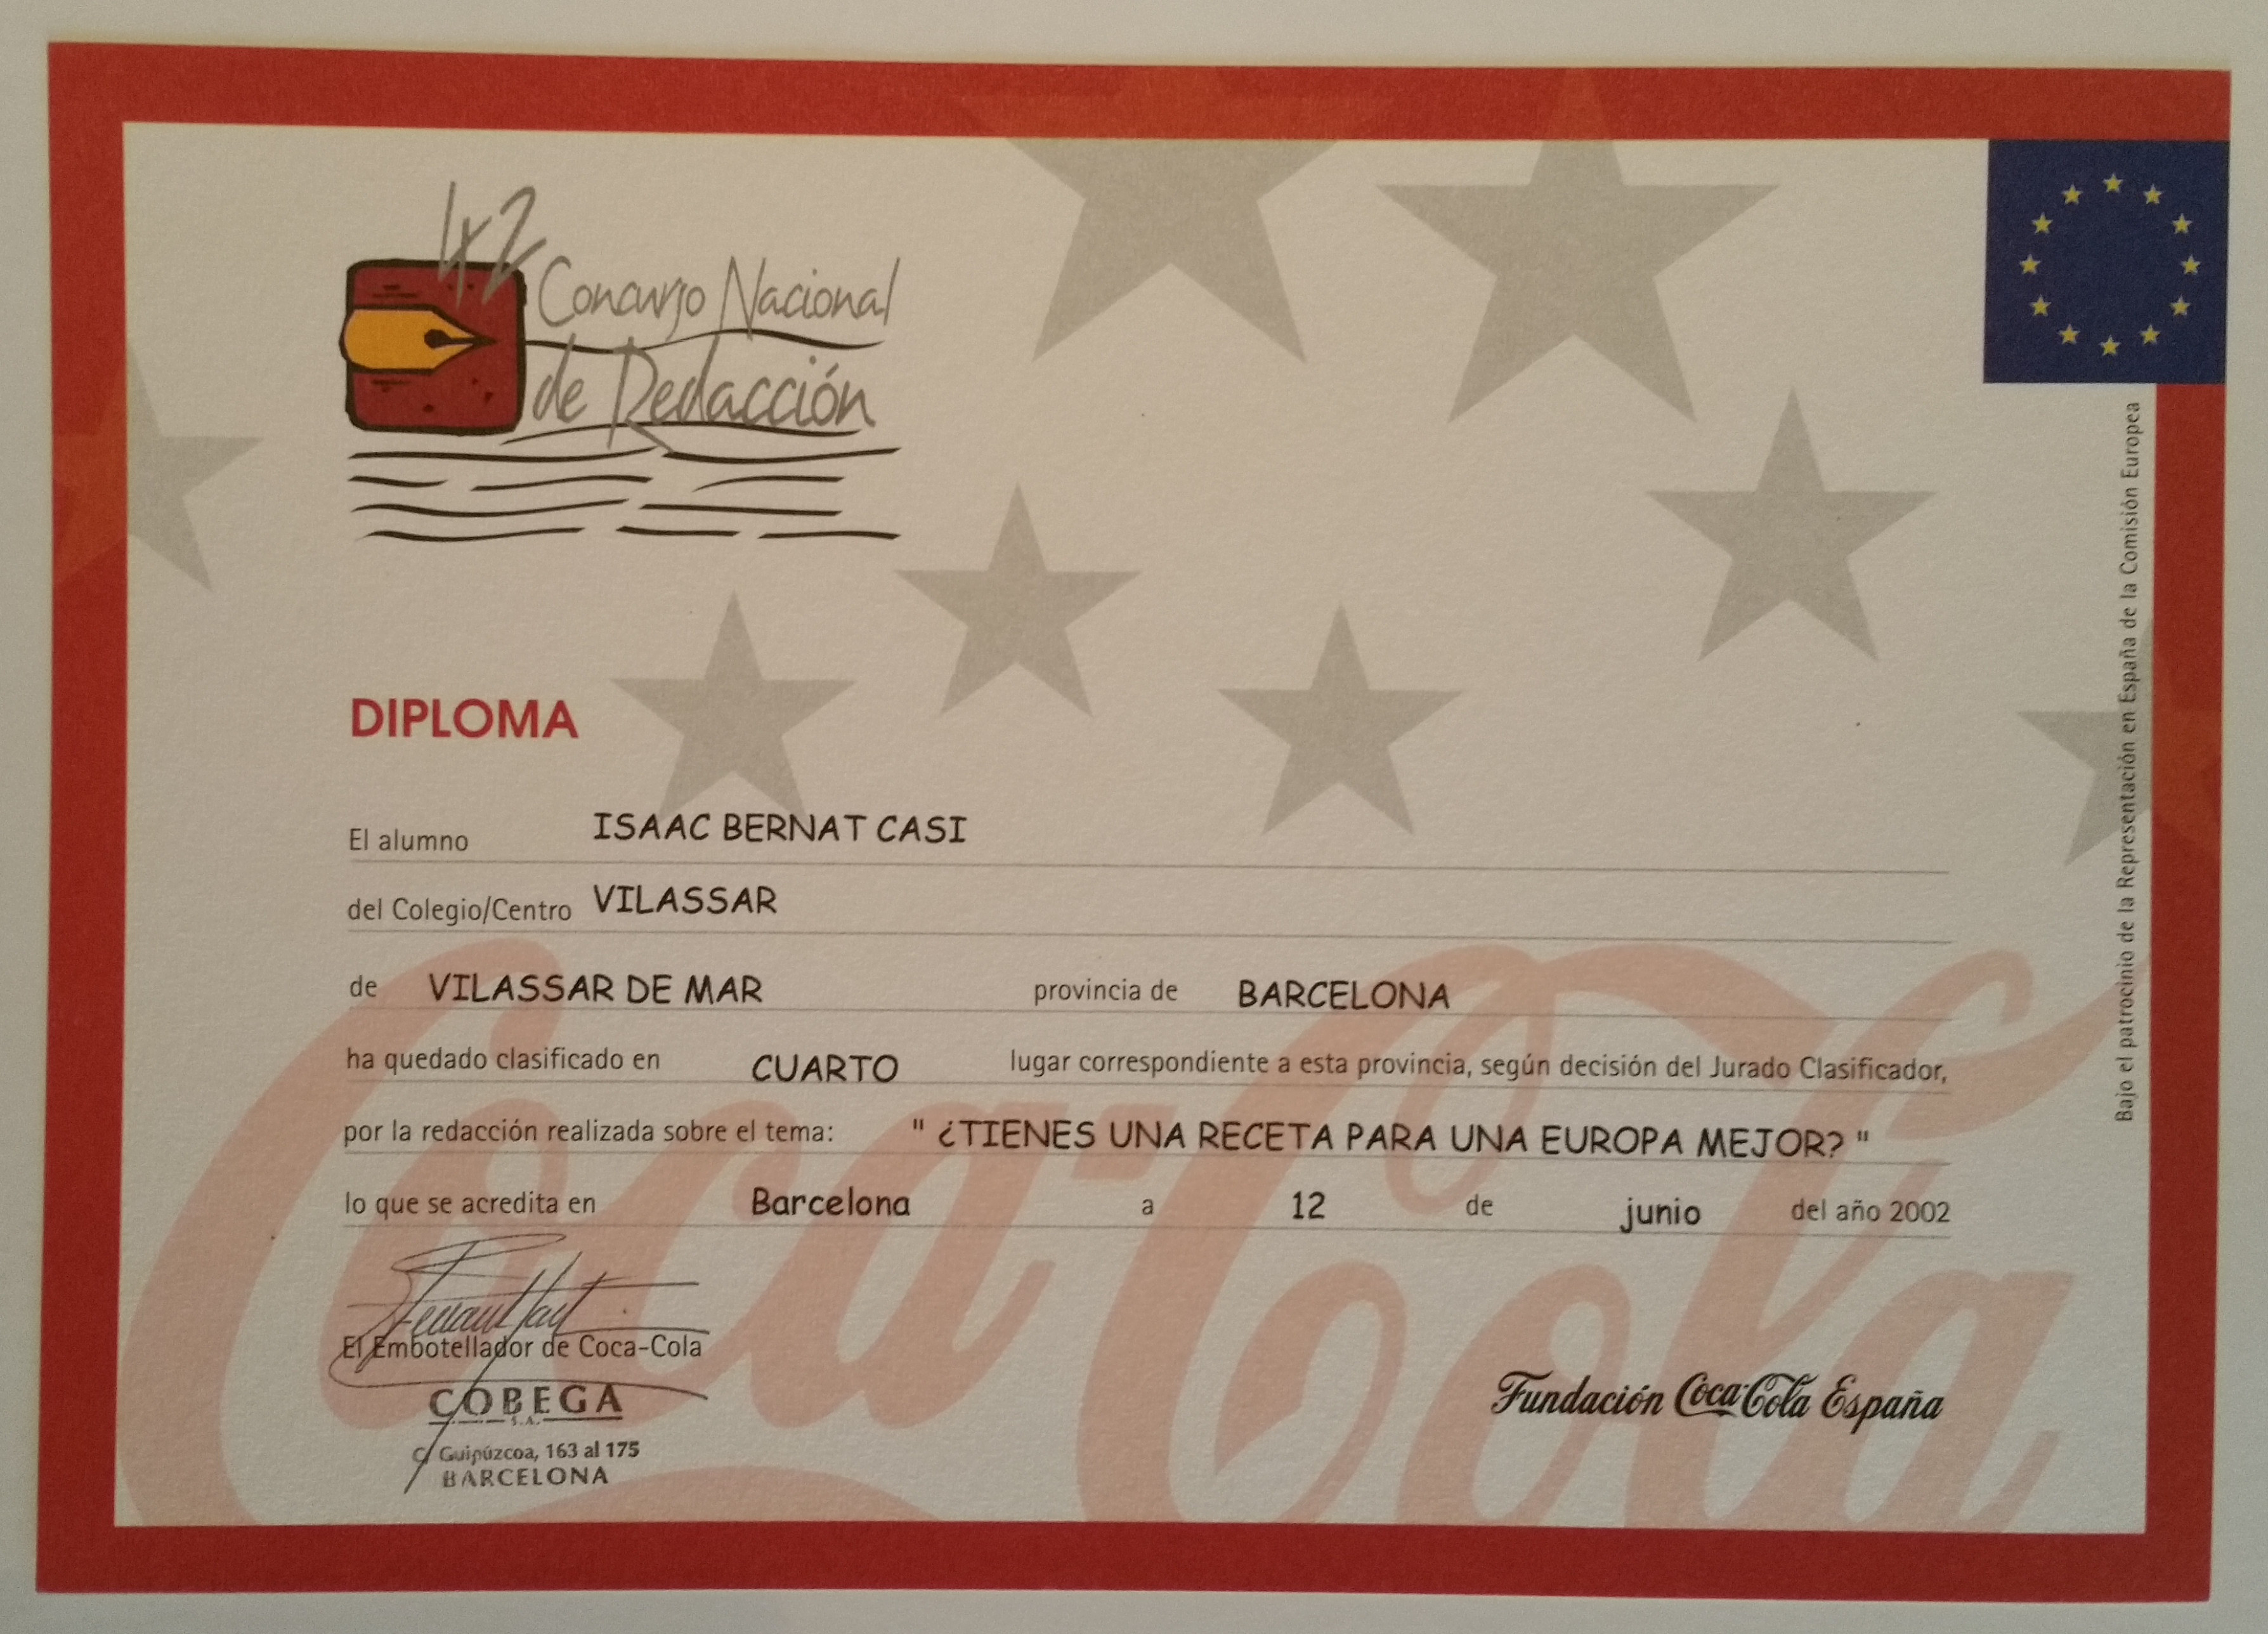 42 Concurso Nacional
de Redacción
DIPLOMA
El alumno ISAAC BERNAT CASI
del Colegio/Centro VILASSAR
de VILASSAR DE MAR provincia de BARCELONA
ha quedado clasificado en CUARTO lugar correspondiente a esta provincia, según decisión del Jurado Clasificador,
por la redacción realizada sobre el tema: " ¿TIENES UNA RECETA PARA UNA EUROPA MEJOR? "
lo que se acredita en Barcelona a 12 de junio del año 2002
El Embotellador de Coca-Cola
COBEGA
S.A.
C/ Guipúzcoa, 163 al 175
BARCELONA
Fundación Coca-Cola España
Coca-Cola
Bajo el patrocinio de la Representación en España de la Comisión Europea